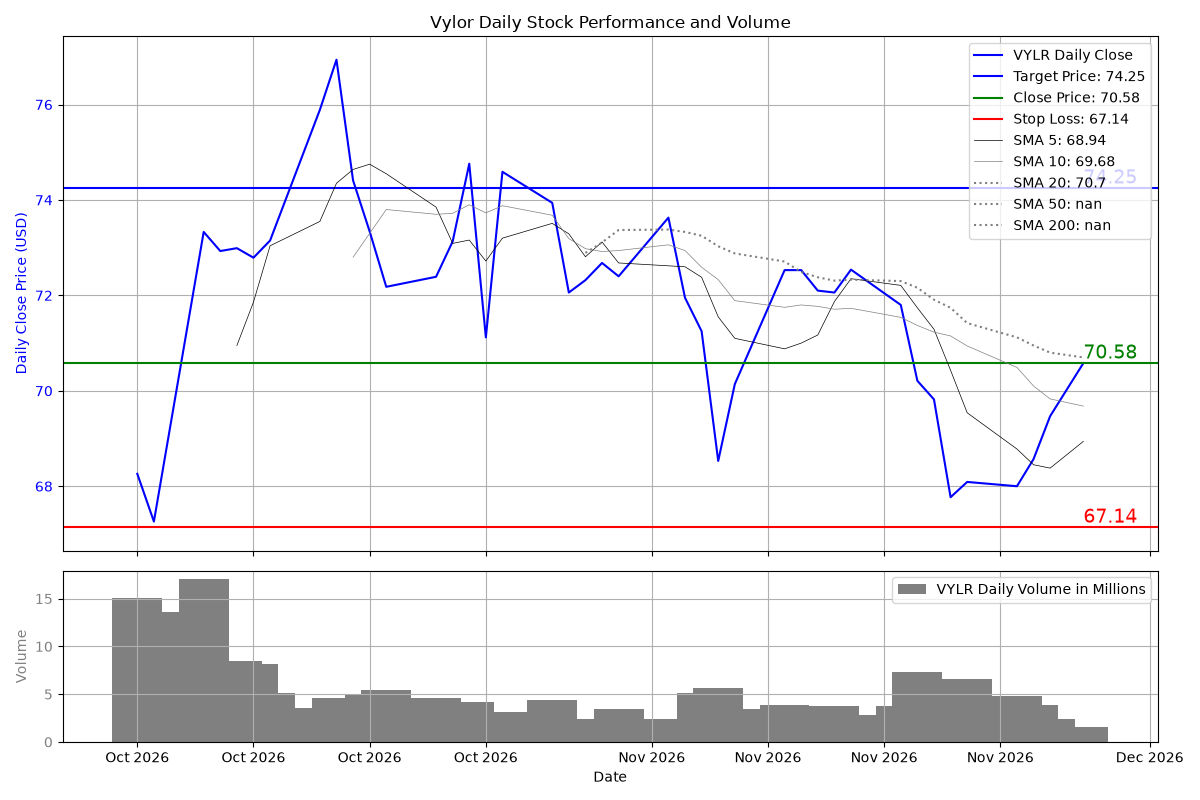 Vylor Daily Stock Performance and Volume
Daily Close Price (USD)
76
74
72
70
68
VYLR Daily Close
Target Price: 74.25
Close Price: 70.58
Stop Loss: 67.14
SMA 5: 68.94
SMA 10: 69.68
SMA 20: 70.7
SMA 50: nan
SMA 200: nan
74.25
70.58
67.14
Volume
15
10
5
0
VYLR Daily Volume in Millions
Oct 2026 Oct 2026 Oct 2026 Oct 2026 Nov 2026 Nov 2026 Nov 2026 Nov 2026 Dec 2026
Date